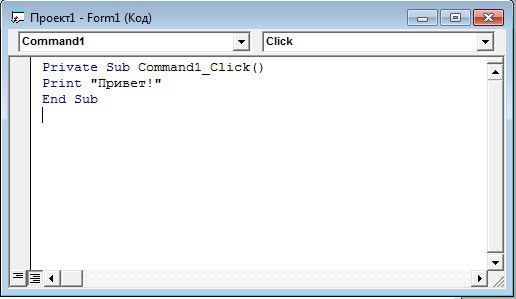 Проект1 - Form1 (Код)
Command1
Click
Private Sub Command1_Click()
Print "Привет!"
End Sub